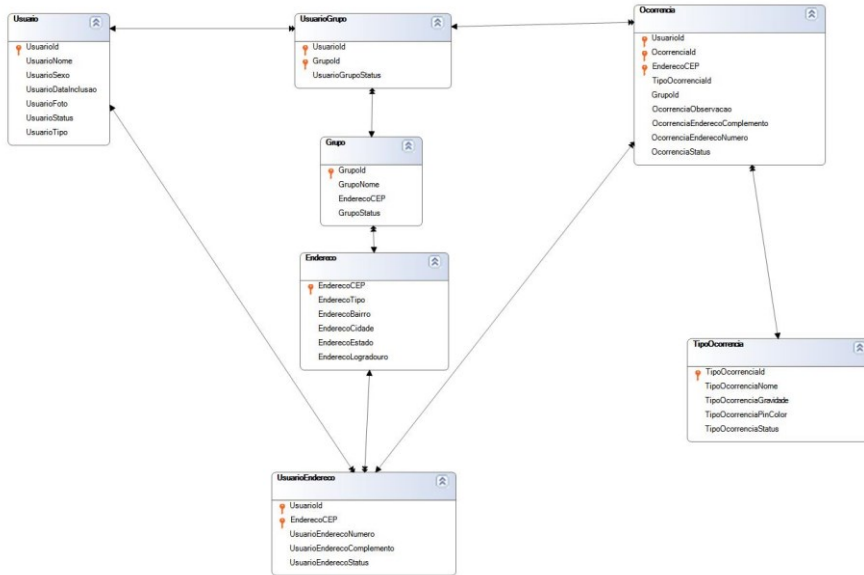 Usuario
UsuarioId
UsuarioNome
UsuarioSexo
UsuarioDataInclusao
UsuarioFoto
UsuarioStatus
UsuarioTipo
UsuarioGrupo
UsuarioId
GrupoId
UsuarioGrupoStatus
Ocorrencia
UsuarioId
OcorrenciaId
EnderecoCEP
TipoOcorrenciaId
GrupoId
OcorrenciaObservacao
OcorrenciaEnderecoComplemento
OcorrenciaEnderecoNumero
OcorrenciaStatus
Grupo
GrupoId
GrupoNome
EnderecoCEP
GrupoStatus
Endereco
EnderecoCEP
EnderecoTipo
EnderecoBairro
EnderecoCidade
EnderecoEstado
EnderecoLogradouro
TipoOcorrencia
TipoOcorrenciaId
TipoOcorrenciaNome
TipoOcorrenciaGravidade
TipoOcorrenciaPinColor
TipoOcorrenciaStatus
UsuarioEndereco
UsuarioId
EnderecoCEP
UsuarioEnderecoNumero
UsuarioEnderecoComplemento
UsuarioEnderecoStatus